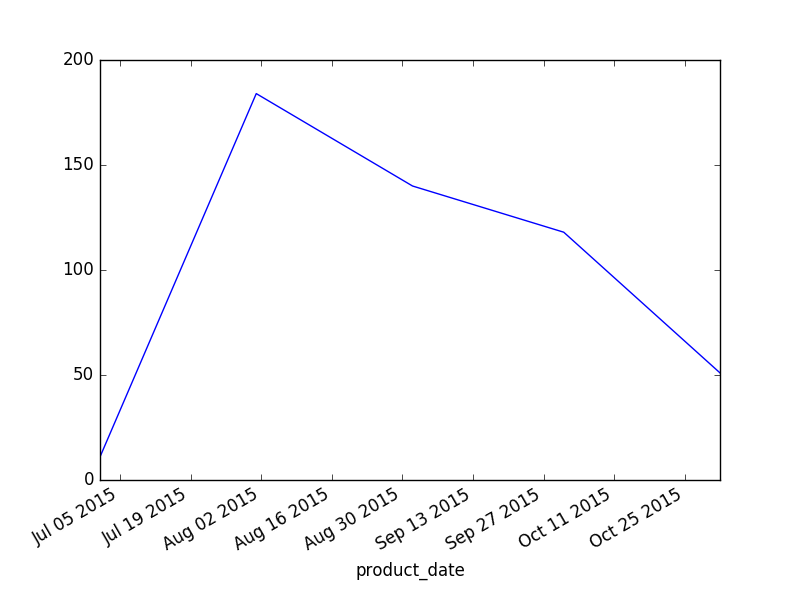 200
150
100
50
0
Jul 05 2015
Jul 19 2015
Aug 02 2015
Aug 16 2015
Aug 30 2015
Sep 13 2015
Sep 27 2015
Oct 11 2015
Oct 25 2015
product_date